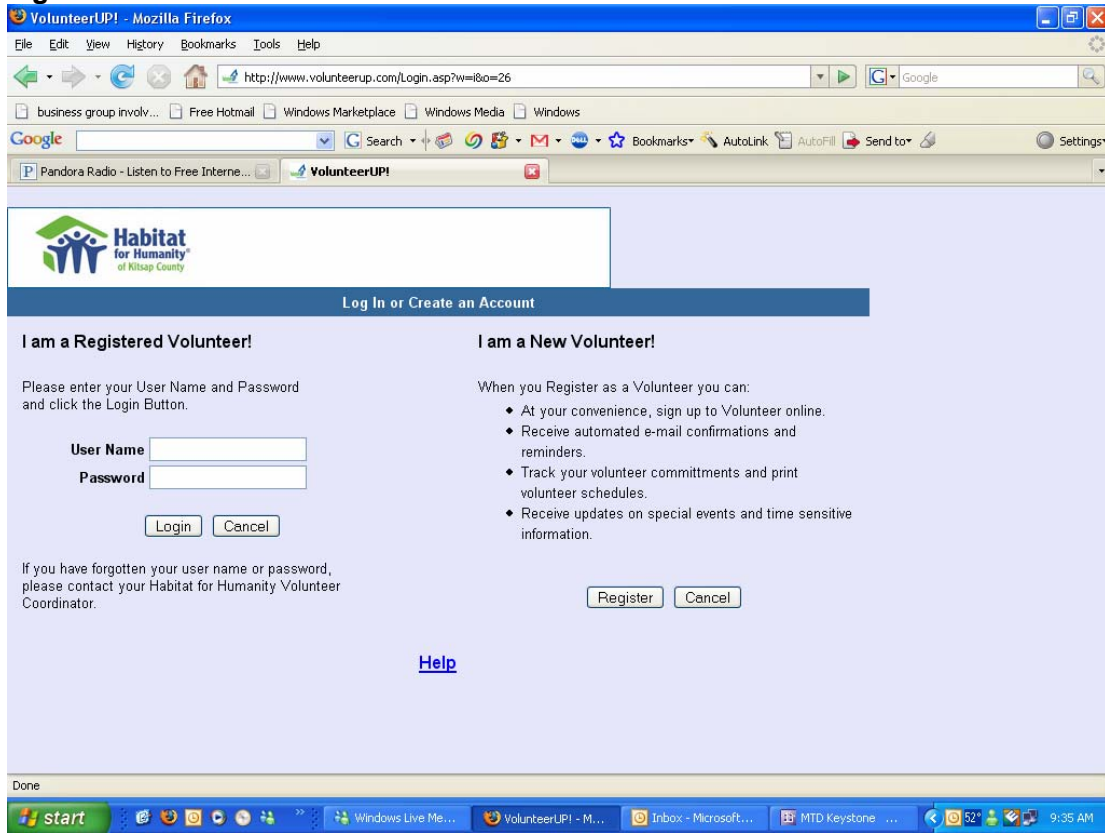 VolunteerUP! - Mozilla Firefox
File Edit View History Bookmarks Tools Help
http://www.volunteerup.com/Login.asp?w=i&o=26
Google
business group involv... Free Hotmail Windows Marketplace Windows Media Windows
Google Search Bookmarks AutoLink AutoFill Send to Settings
Pandora Radio - Listen to Free Interne... VolunteerUP!
Habitat
for Humanity®
of Kitsap County
Log In or Create an Account
I am a Registered Volunteer!
Please enter your User Name and Password
and click the Login Button.
User Name
Password
Login Cancel
If you have forgotten your user name or password,
please contact your Habitat for Humanity Volunteer
Coordinator.
I am a New Volunteer!
When you Register as a Volunteer you can:
• At your convenience, sign up to Volunteer online.
• Receive automated e-mail confirmations and
reminders.
• Track your volunteer committments and print
volunteer schedules.
• Receive updates on special events and time sensitive
information.
Register Cancel
Help
Done
start Windows Live Me... VolunteerUP! - M... Inbox - Microsoft... MTD Keystone ... 52° 9:35 AM